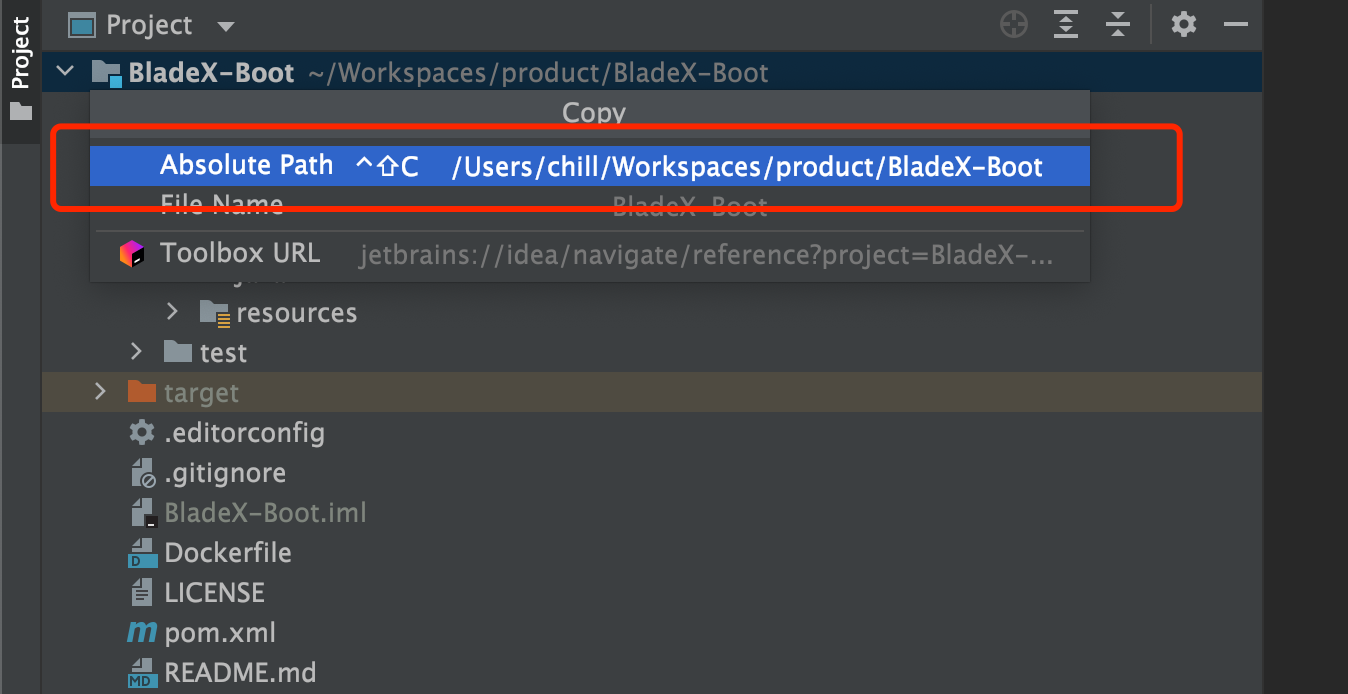 Project
Project
BladeX-Boot ~/Workspaces/product/BladeX-Boot
Copy
Absolute Path ^⇧C /Users/chill/Workspaces/product/BladeX-Boot
File Name BladeX-Boot
Toolbox URL jetbrains://idea/navigate/reference?project=BladeX-...
resources
test
target
.editorconfig
.gitignore
BladeX-Boot.iml
D Dockerfile
LICENSE
m pom.xml
MD README.md